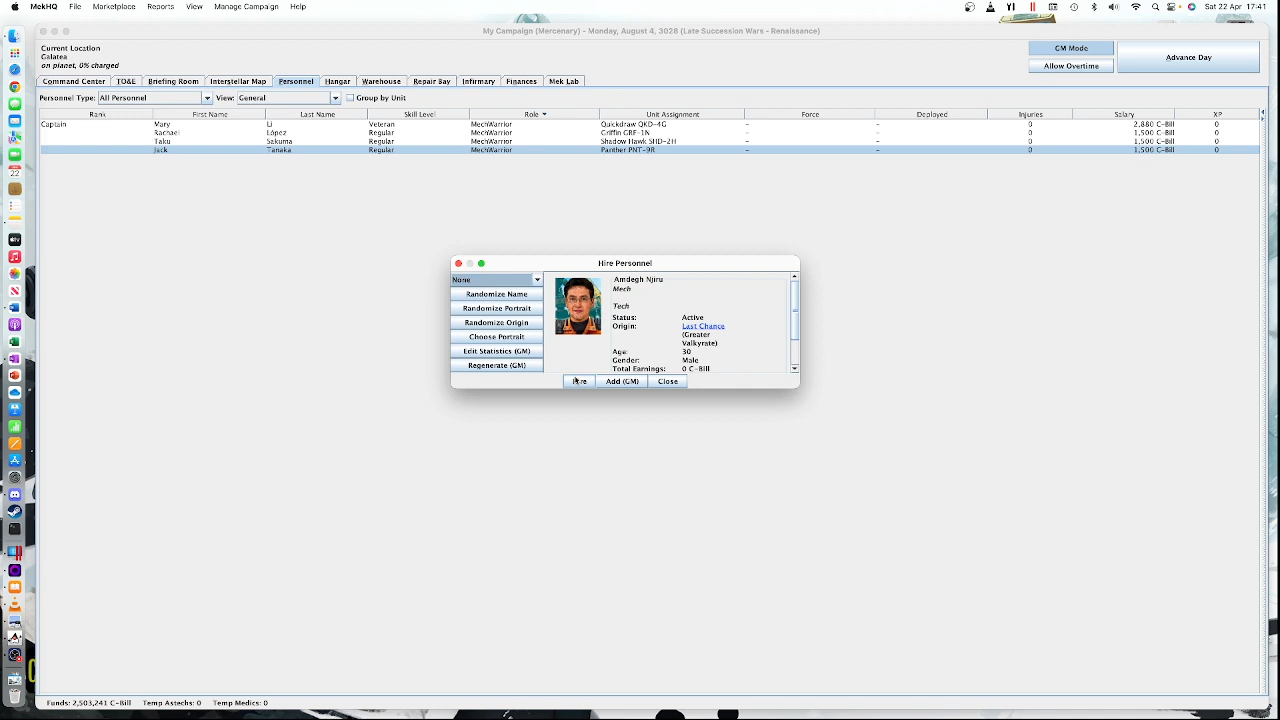 MekHQ File Marketplace Reports View Manage Campaign Help Sat 22 Apr 17:41
My Campaign (Mercenary) - Monday, August 4, 3028 (Late Succession Wars - Renaissance)
Current Location
Galatea
on planet, 0% charged
GM Mode
Allow Overtime
Advance Day
Command Center TO&E Briefing Room Interstellar Map Personnel Hangar Warehouse Repair Bay Infirmary Finances Mek Lab
Personnel Type: All Personnel View: General Group by Unit
Rank First Name Last Name Skill Level Role Unit Assignment Force Deployed Injuries Salary XP
Captain Mary Li Veteran MechWarrior Quickdraw QKD-4G – – 0 2,880 C-Bill 0
Rachael López Regular MechWarrior Griffin GRF-1N – – 0 1,500 C-Bill 0
Taku Sakuma Regular MechWarrior Shadow Hawk SHD-2H – – 0 1,500 C-Bill 0
Jack Tanaka Regular MechWarrior Panther PNT-9R – – 0 1,500 C-Bill 0
Hire Personnel
None
Randomize Name
Randomize Portrait
Randomize Origin
Choose Portrait
Edit Statistics (GM)
Regenerate (GM)
Amdegh Njiru
Mech
Tech
Status: Active
Origin: Last Chance
(Greater
Valkyrate)
Age: 30
Gender: Male
Total Earnings: 0 C-Bill
Hire Add (GM) Close
22
Funds: 2,503,241 C-Bill Temp Astechs: 0 Temp Medics: 0